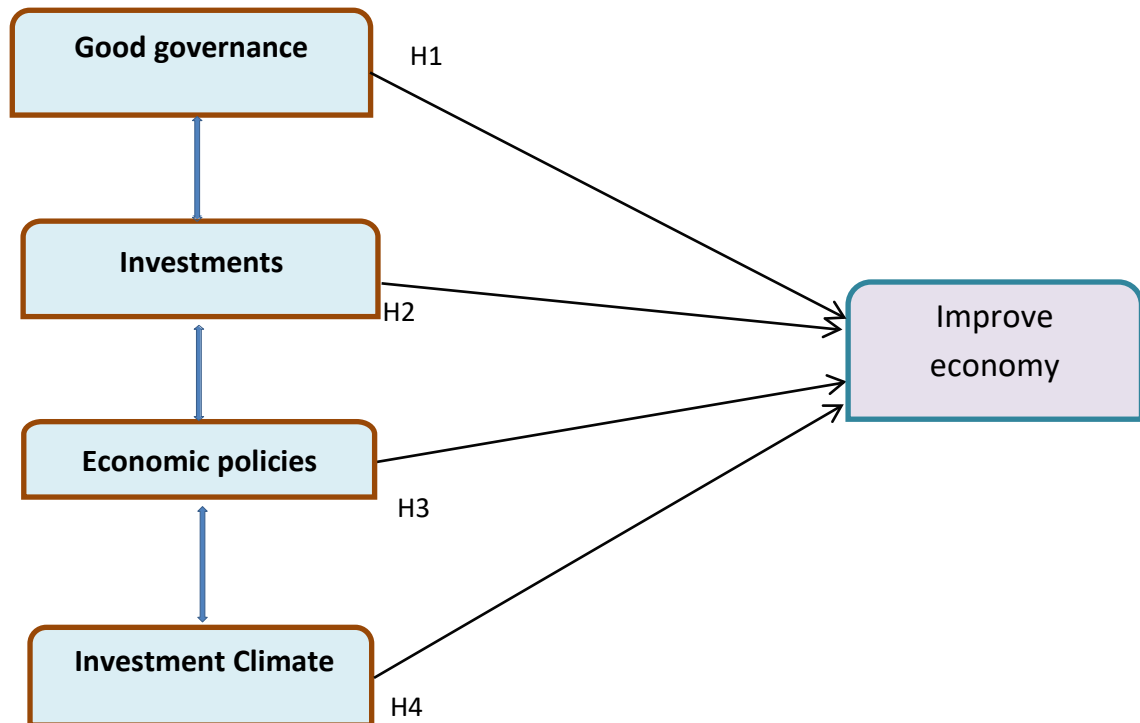 Good governance
H1
Investments
H2
Improve
economy
Economic policies
H3
Investment Climate
H4